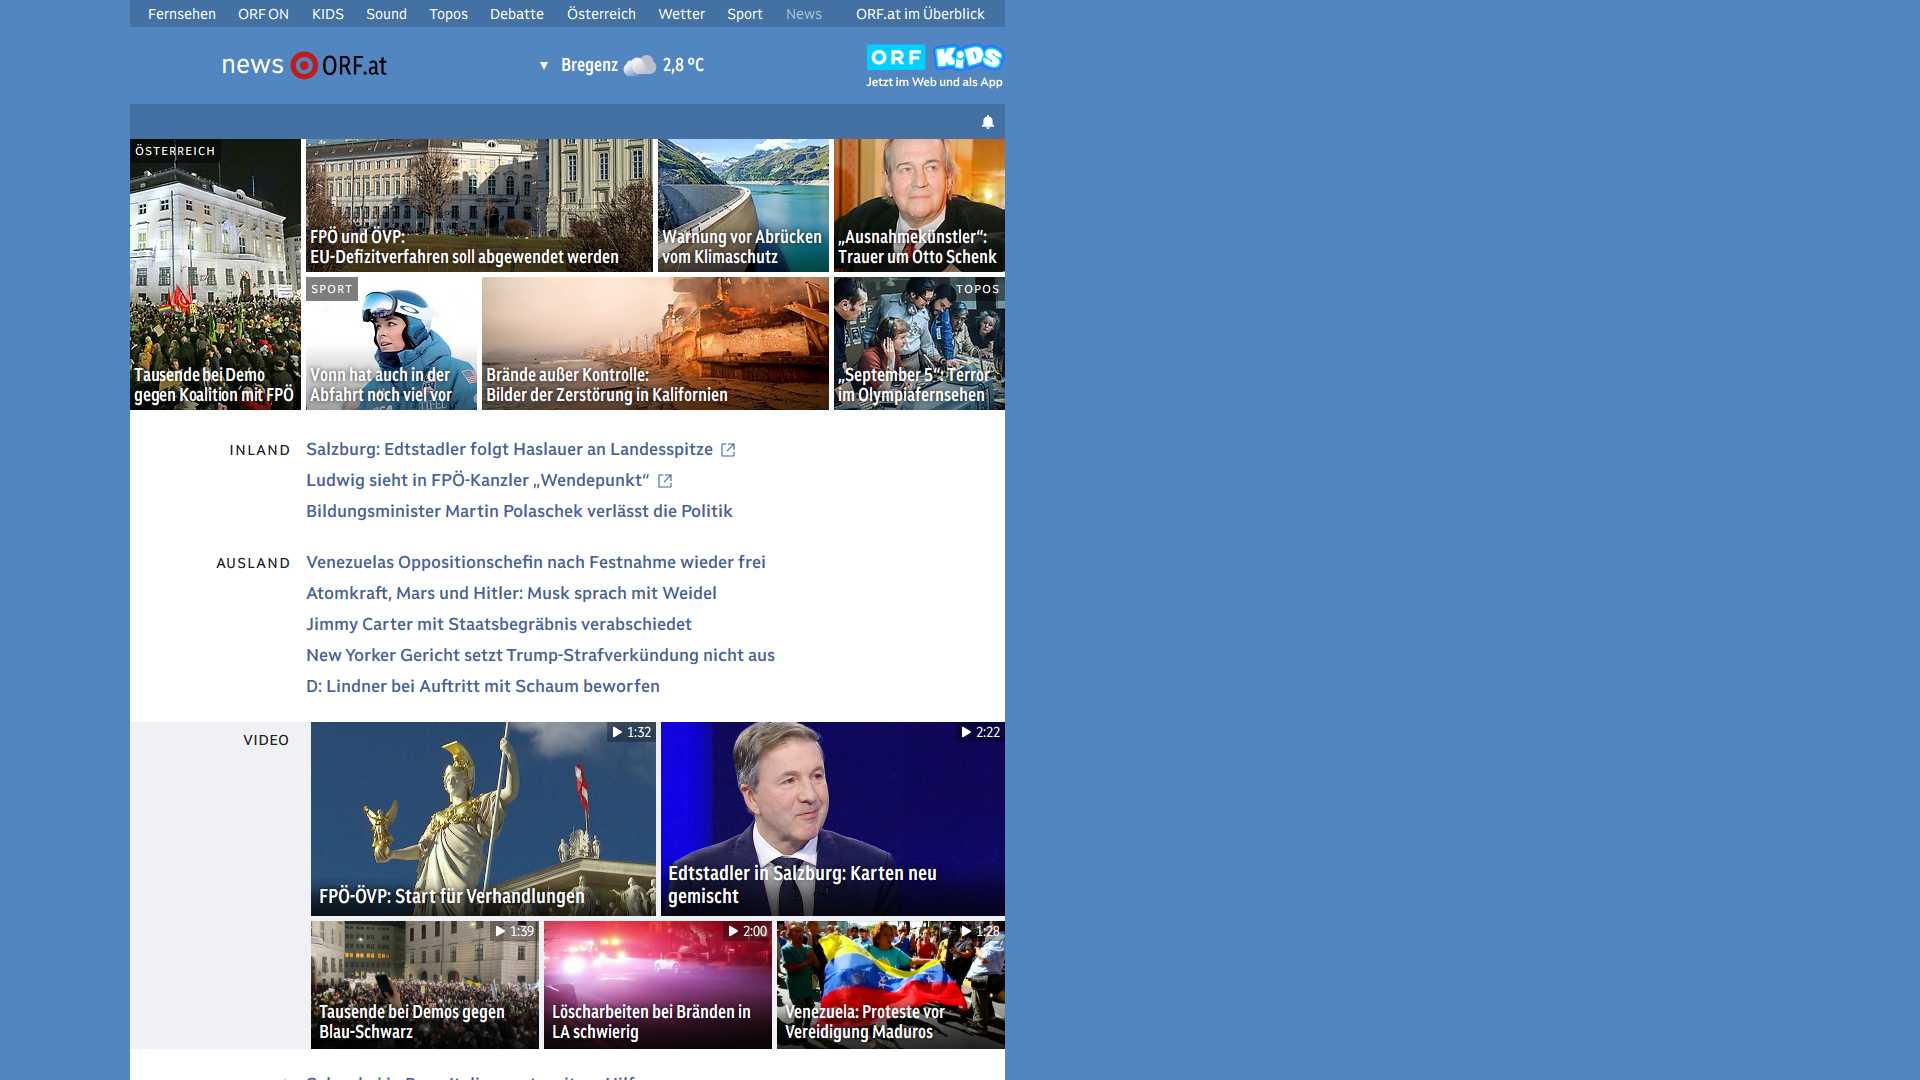 Fernsehen ORF ON KIDS Sound Topos Debatte Österreich Wetter Sport News ORF.at im Überblick
news ORF.at
Bregenz 2,8 °C
ORF KiDS
Jetzt im Web und als App
ÖSTERREICH
Tausende bei Demo
gegen Koalition mit FPÖ
FPÖ und ÖVP:
EU-Defizitverfahren soll abgewendet werden
Warnung vor Abrücken
vom Klimaschutz
„Ausnahmekünstler“:
Trauer um Otto Schenk
SPORT
Vonn hat auch in der
Abfahrt noch viel vor
Brände außer Kontrolle:
Bilder der Zerstörung in Kalifornien
TOPOS
„September 5“: Terror
im Olympiafernsehen
INLAND
Salzburg: Edtstadler folgt Haslauer an Landesspitze
Ludwig sieht in FPÖ-Kanzler „Wendepunkt“
Bildungsminister Martin Polaschek verlässt die Politik
AUSLAND
Venezuelas Oppositionschefin nach Festnahme wieder frei
Atomkraft, Mars und Hitler: Musk sprach mit Weidel
Jimmy Carter mit Staatsbegräbnis verabschiedet
New Yorker Gericht setzt Trump-Strafverkündung nicht aus
D: Lindner bei Auftritt mit Schaum beworfen
VIDEO
1:32
FPÖ-ÖVP: Start für Verhandlungen
2:22
Edtstadler in Salzburg: Karten neu
gemischt
1:39
Tausende bei Demos gegen
Blau-Schwarz
2:00
Löscharbeiten bei Bränden in
LA schwierig
1:28
Venezuela: Proteste vor
Vereidigung Maduros